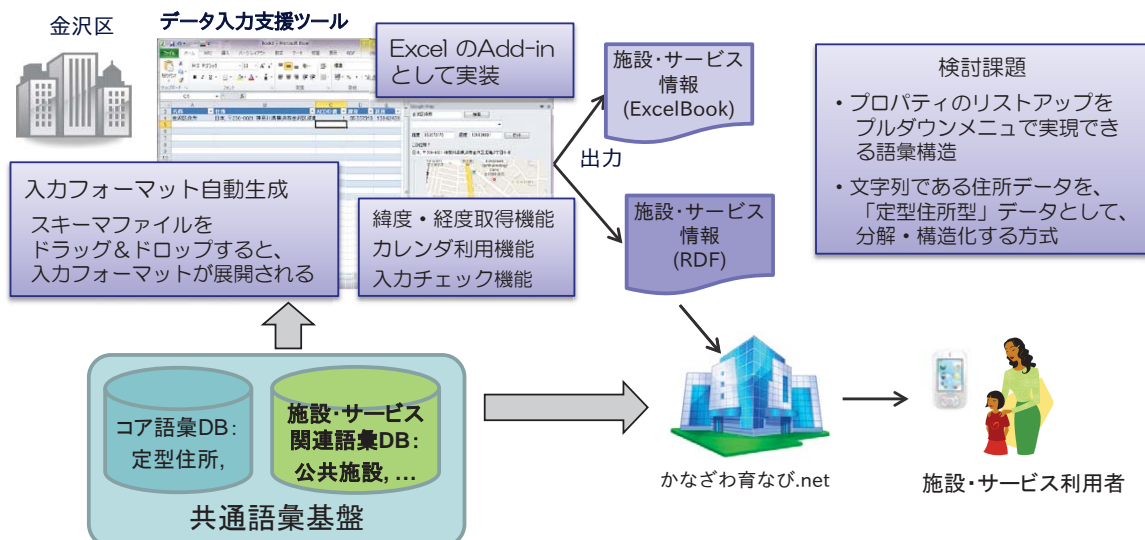 金沢区
データ入力支援ツール
Excel のAdd-in
として実装
施設・サービス
情報
(ExcelBook)
検討課題
• プロパティのリストアップを
プルダウンメニュで実現でき
る語彙構造
• 文字列である住所データを、
「定型住所型」データとして、
分解・構造化する方式
出力
入力フォーマット自動生成
スキーマファイルを
ドラッグ＆ドロップすると、
入力フォーマットが展開される
緯度・経度取得機能
カレンダ利用機能
入力チェック機能
施設・サービス
情報
(RDF)
コア語彙DB：
定型住所,
施設・サービス
関連語彙DB：
公共施設, …
共通語彙基盤
かなざわ育なび.net
施設・サービス利用者